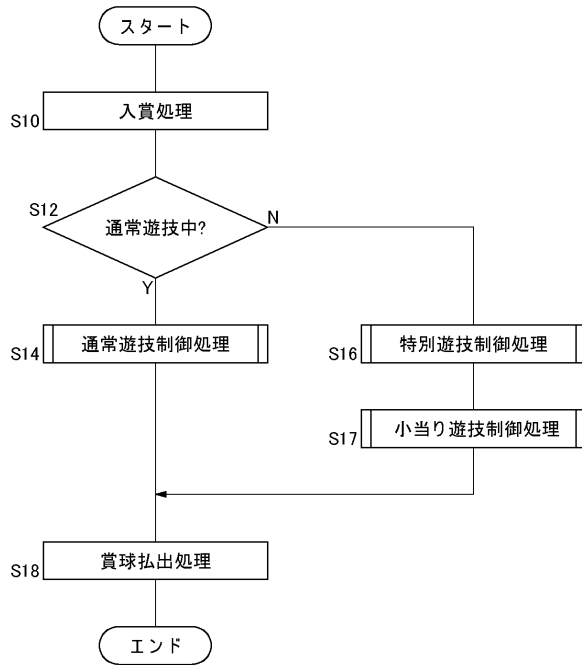 スタート
S10
入賞処理
S12
通常遊技中?
N
Y
S14
通常遊技制御処理
S16
特別遊技制御処理
S17
小当り遊技制御処理
S18
賞球払出処理
エンド